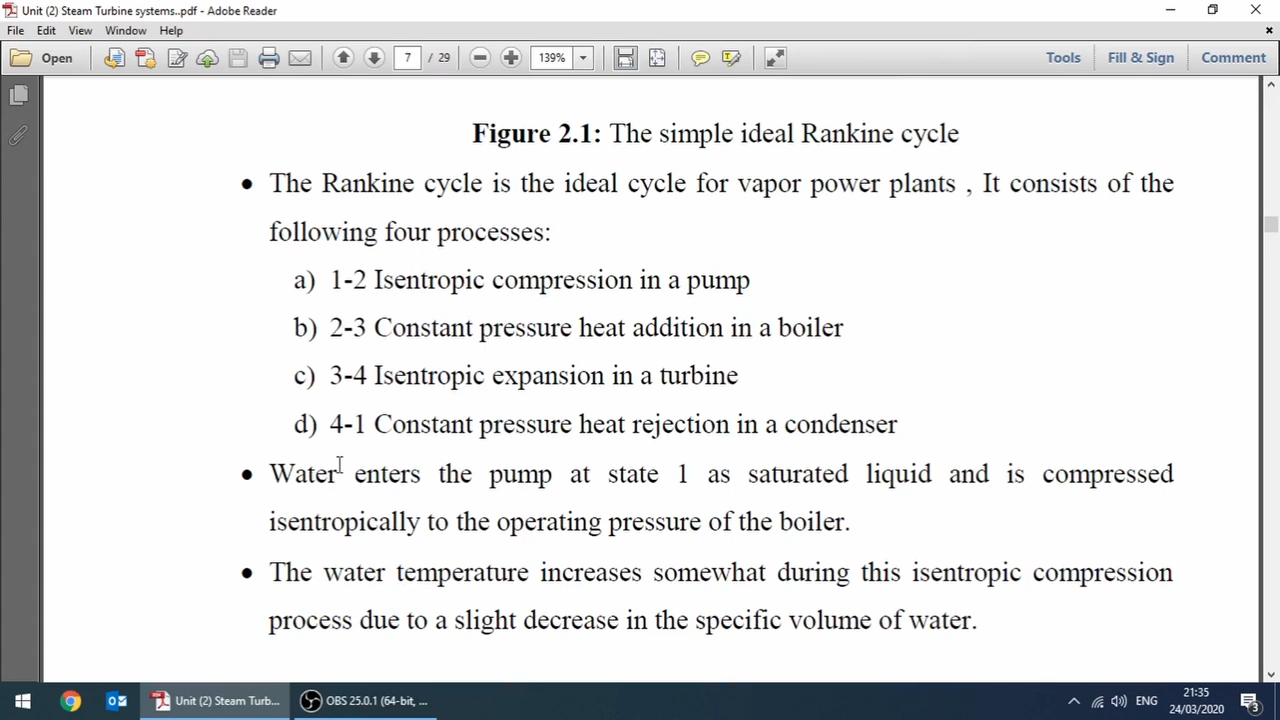 Unit (2) Steam Turbine systems..pdf - Adobe Reader
File Edit View Window Help
Open 7 / 29 139% Tools Fill & Sign Comment
Figure 2.1: The simple ideal Rankine cycle
• The Rankine cycle is the ideal cycle for vapor power plants , It consists of the
following four processes:
a) 1-2 Isentropic compression in a pump
b) 2-3 Constant pressure heat addition in a boiler
c) 3-4 Isentropic expansion in a turbine
d) 4-1 Constant pressure heat rejection in a condenser
• Water enters the pump at state 1 as saturated liquid and is compressed
isentropically to the operating pressure of the boiler.
• The water temperature increases somewhat during this isentropic compression
process due to a slight decrease in the specific volume of water.
Unit (2) Steam Turb... OBS 25.0.1 (64-bit, ... ENG 21:35
24/03/2020 3